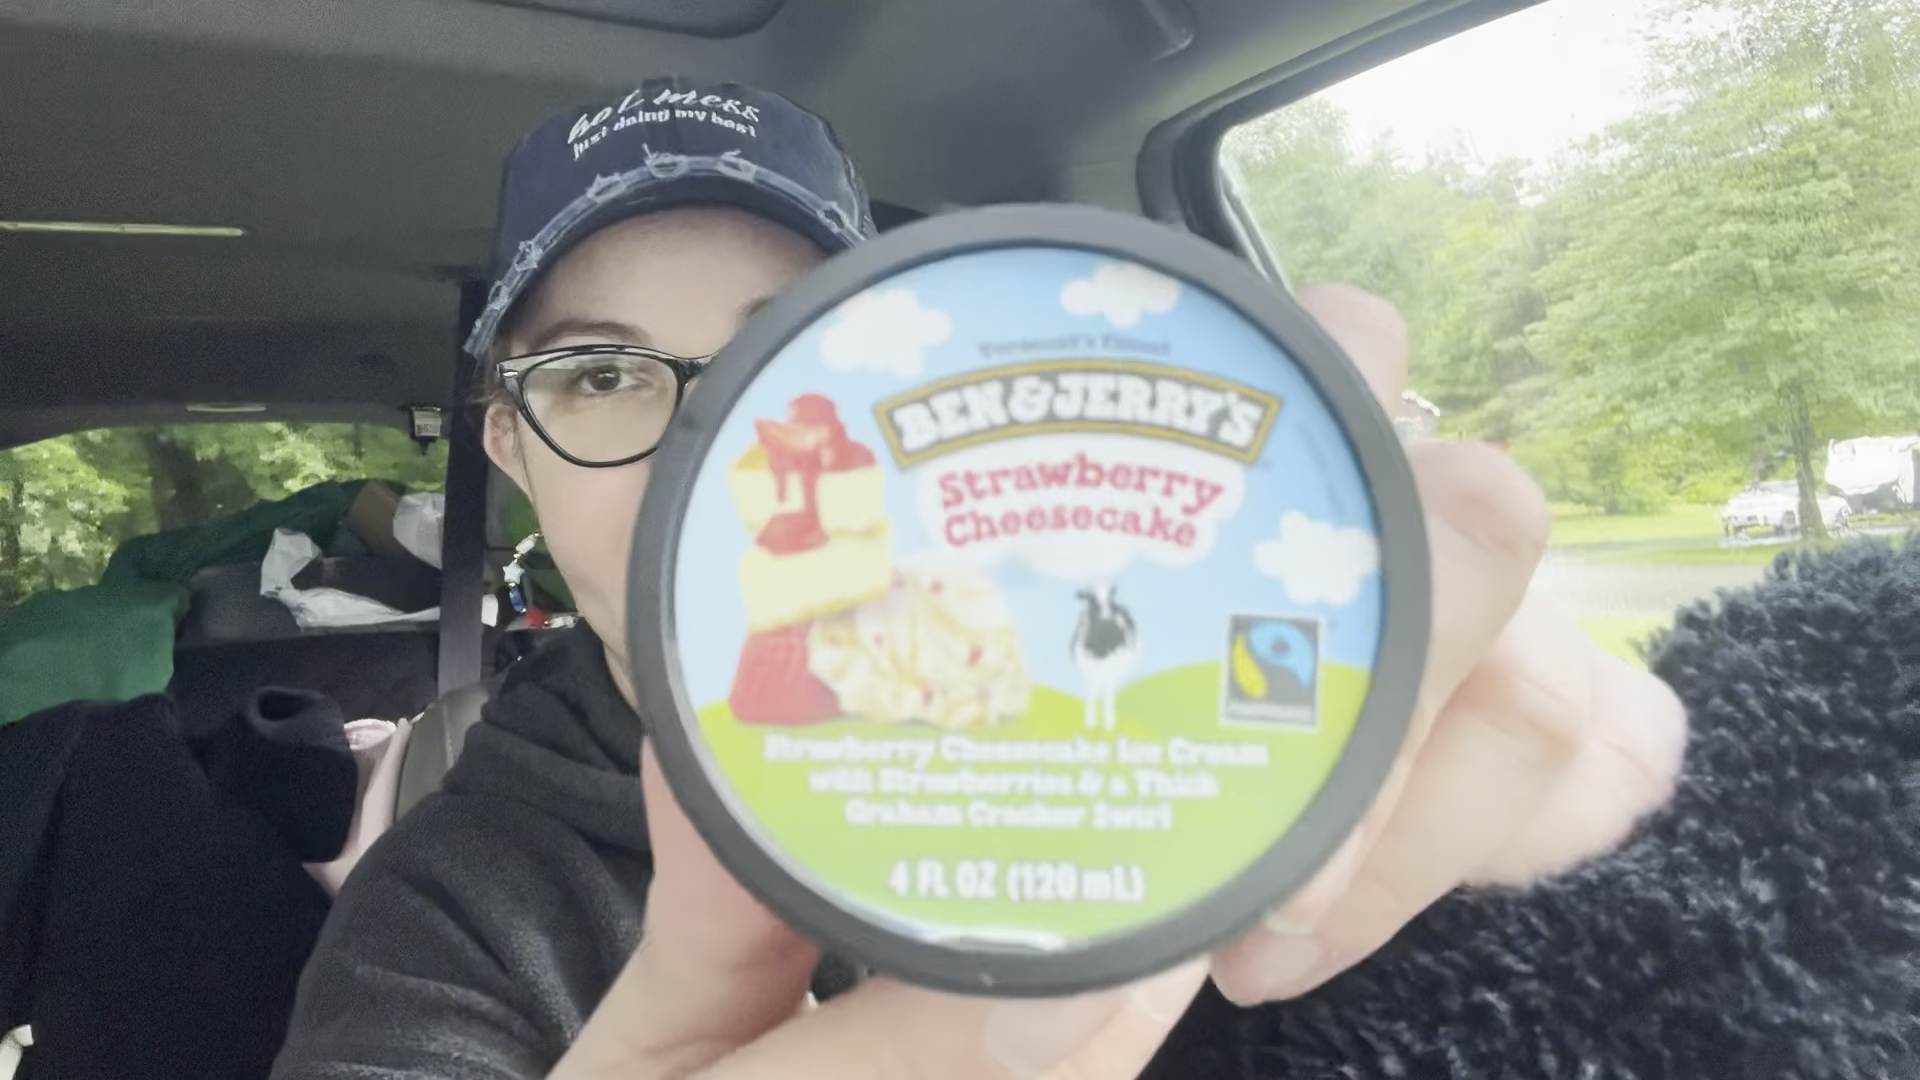 hot mess
just doing my best
Vermont's Finest
BEN & JERRY'S
Strawberry
Cheesecake
Strawberry Cheesecake Ice Cream
with Strawberries & a Thick
Graham Cracker Swirl
4 FL OZ (120 mL)